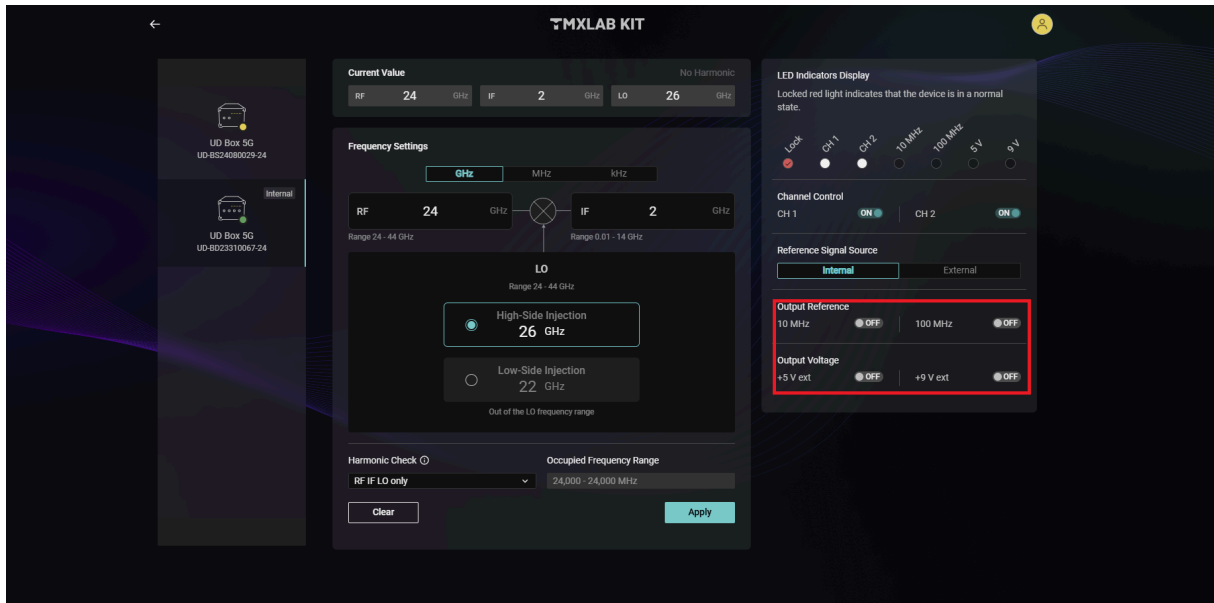 TMXLAB KIT
UD Box 5G
UD-BS24080029-24
Internal
UD Box 5G
UD-BD23310067-24
Current Value
No Harmonic
RF 24 GHz IF 2 GHz LO 26 GHz
Frequency Settings
GHz MHz kHz
RF 24 GHz IF 2 GHz
Range 24 - 44 GHz Range 0.01 - 14 GHz
LO
Range 24 - 44 GHz
High-Side Injection
26 GHz
Low-Side Injection
22 GHz
Out of the LO frequency range
Harmonic Check Occupied Frequency Range
RF IF LO only 24,000 - 24,000 MHz
Clear Apply
LED Indicators Display
Locked red light indicates that the device is in a normal
state.
Lock CH 1 CH 2 10 MHz 100 MHz 5 V 9 V
Channel Control
CH 1 ON CH 2 ON
Reference Signal Source
Internal External
Output Reference
10 MHz OFF 100 MHz OFF
Output Voltage
+5 V ext OFF +9 V ext OFF